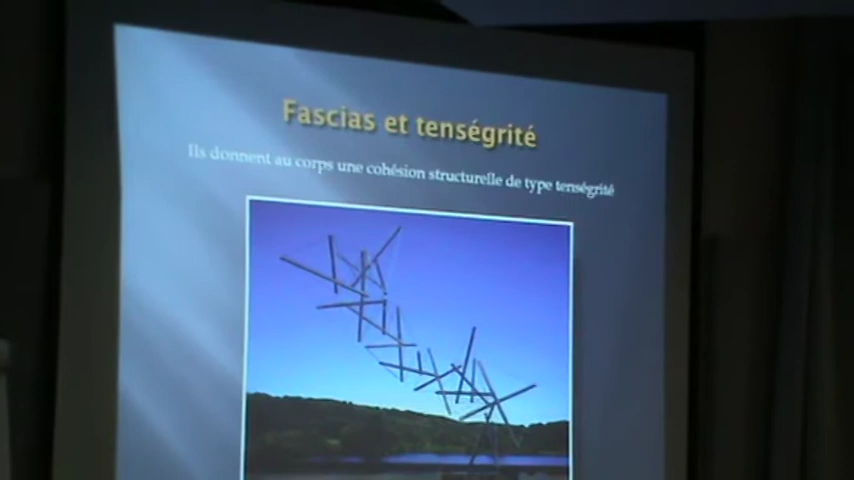 Fascias et tenségrité
Ils donnent au corps une cohésion structurelle de type tenségrité